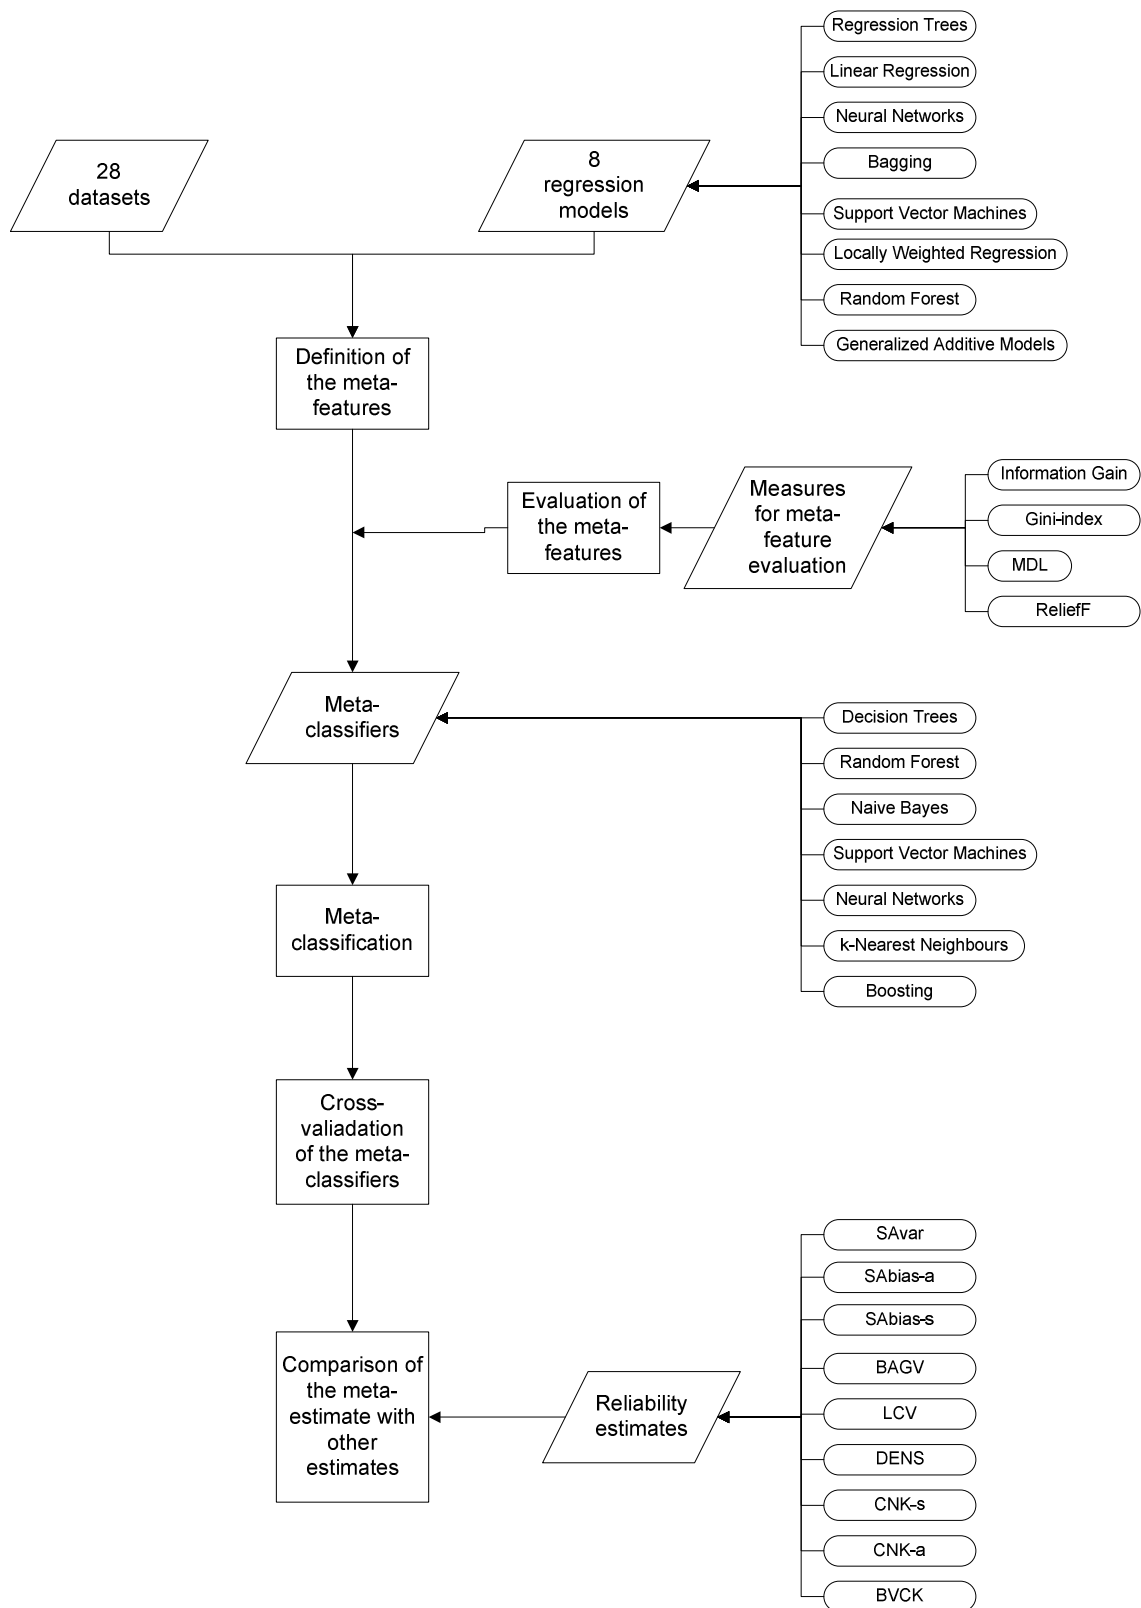 Regression Trees
Linear Regression
Neural Networks
Bagging
Support Vector Machines
Locally Weighted Regression
Random Forest
Generalized Additive Models
28
datasets
8
regression
models
Definition of
the meta-
features
Evaluation of
the meta-
features
Measures
for meta-
feature
evaluation
Information Gain
Gini-index
MDL
ReliefF
Meta-
classifiers
Decision Trees
Random Forest
Naive Bayes
Support Vector Machines
Neural Networks
k-Nearest Neighbours
Boosting
Meta-
classification
Cross-
valiadation
of the meta-
classifiers
Comparison of
the meta-
estimate with
other
estimates
Reliability
estimates
SAvar
SAbias-a
SAbias-s
BAGV
LCV
DENS
CNK-s
CNK-a
BVCK